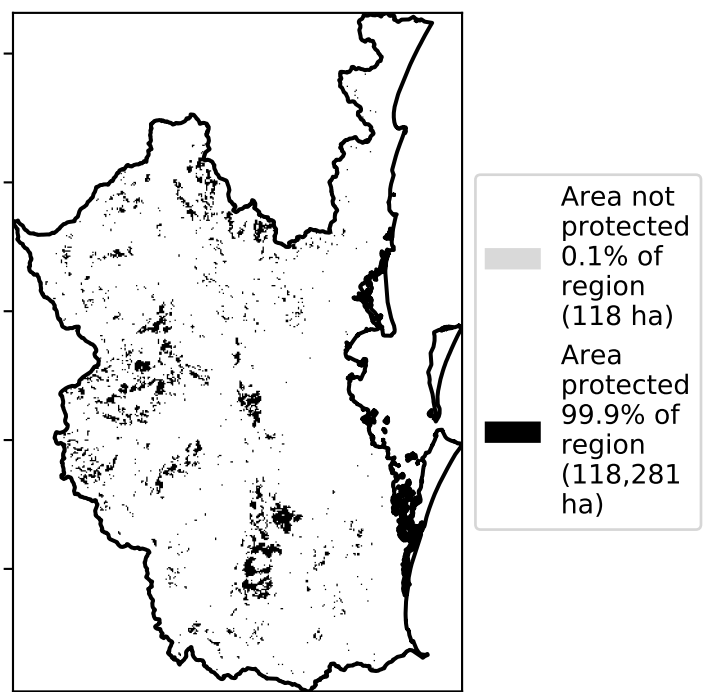 Area not
protected
0.1% of
region
(118 ha)
Area
protected
99.9% of
region
(118,281
ha)